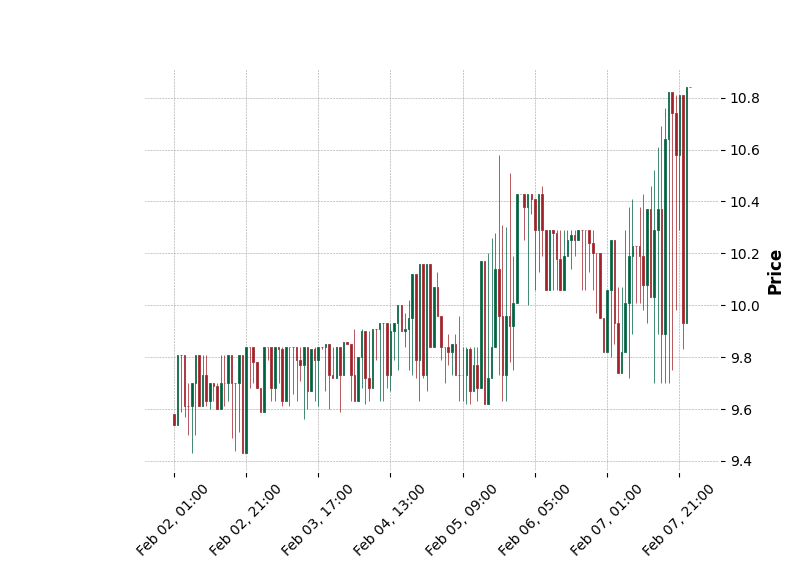 10.8
10.6
10.4
10.2
10.0
9.8
9.6
9.4
Price
Feb 02, 01:00
Feb 02, 21:00
Feb 03, 17:00
Feb 04, 13:00
Feb 05, 09:00
Feb 06, 05:00
Feb 07, 01:00
Feb 07, 21:00